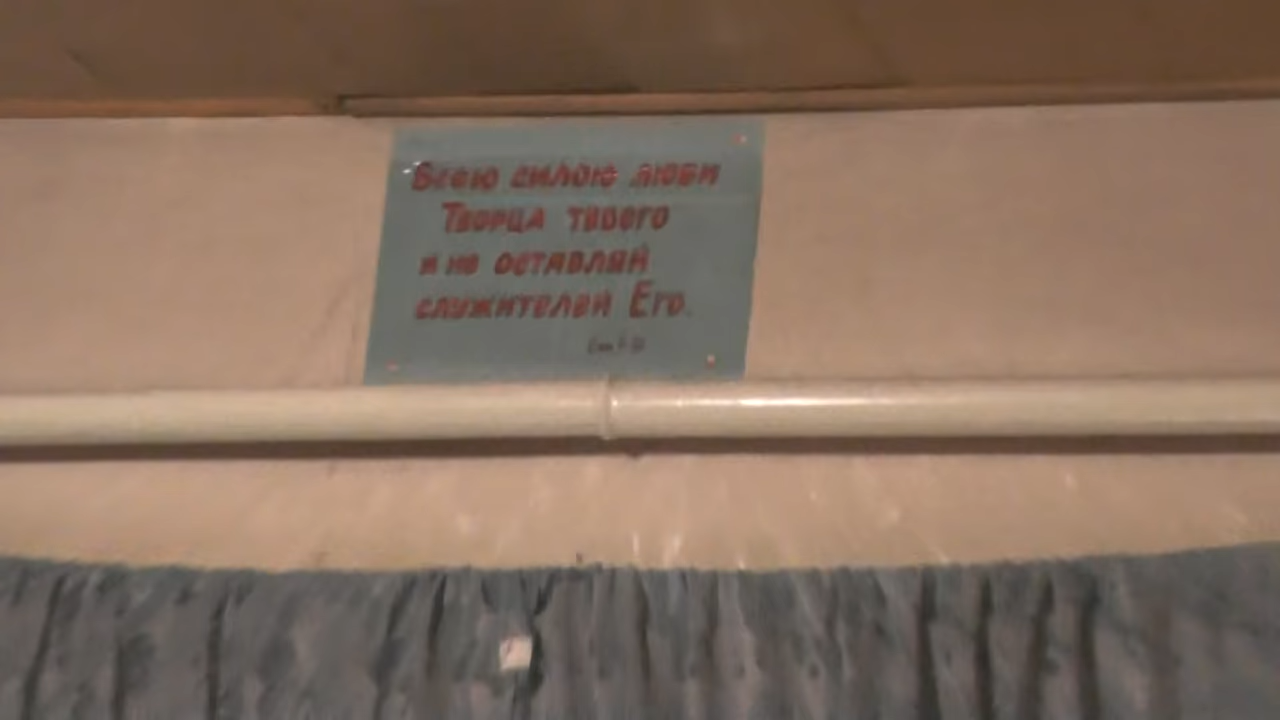 Всею силою люби
Творца твоего
и не оставляй
служителей Его.